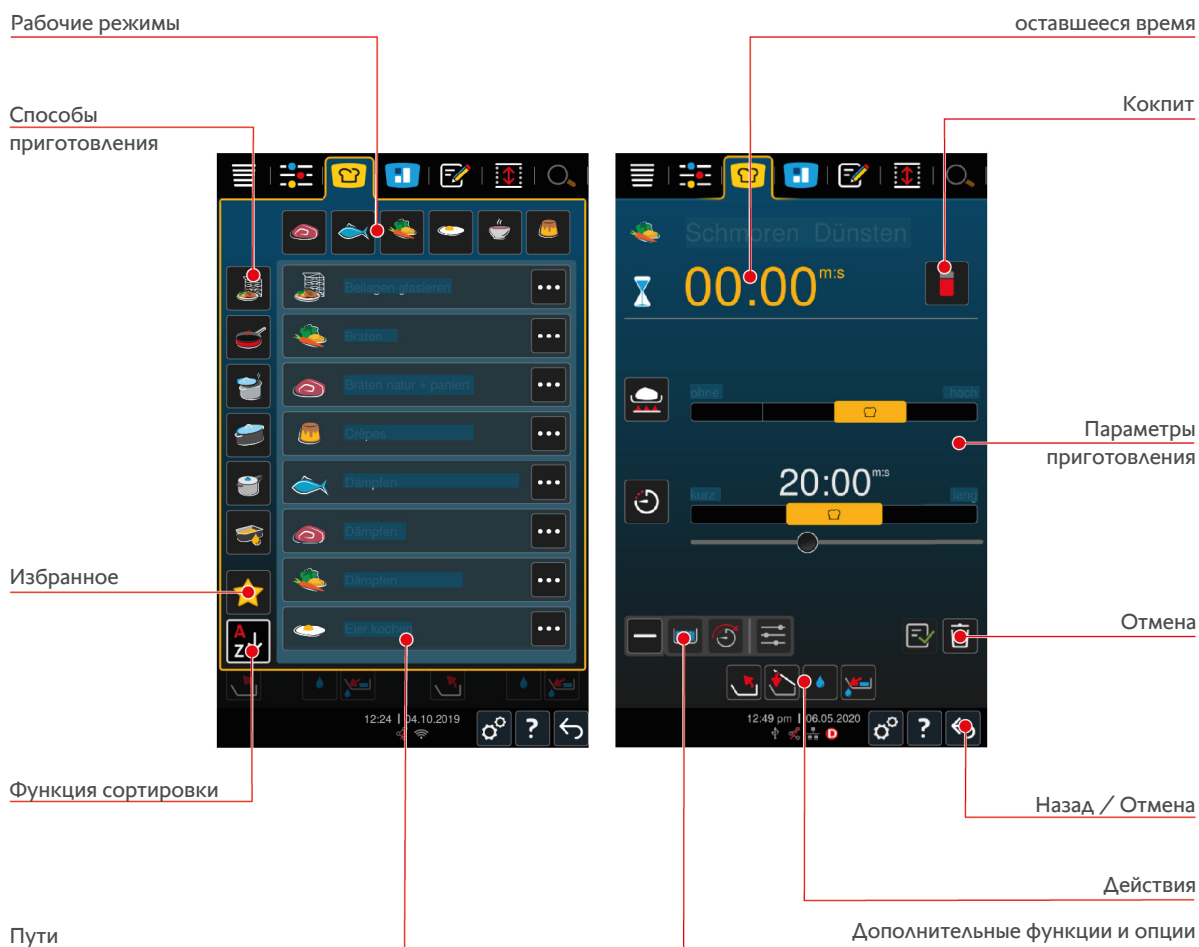 Рабочие режимы
оставшееся время
Способы
приготовления
Кокпит
Schmoren Dünsten
00:00 m:s
Beilagen glasieren
Braten
Braten natur + paniert
Crêpes
Dämpfen
Dämpfen
Dämpfen
Eier kochen
ohne
hoch
Параметры
приготовления
20:00 m:s
kurz
lang
Избранное
A
Z
Отмена
12:24 | 04.10.2019
?
12:49 pm | 06.05.2020
D
?
Функция сортировки
Назад / Отмена
Действия
Пути
Дополнительные функции и опции